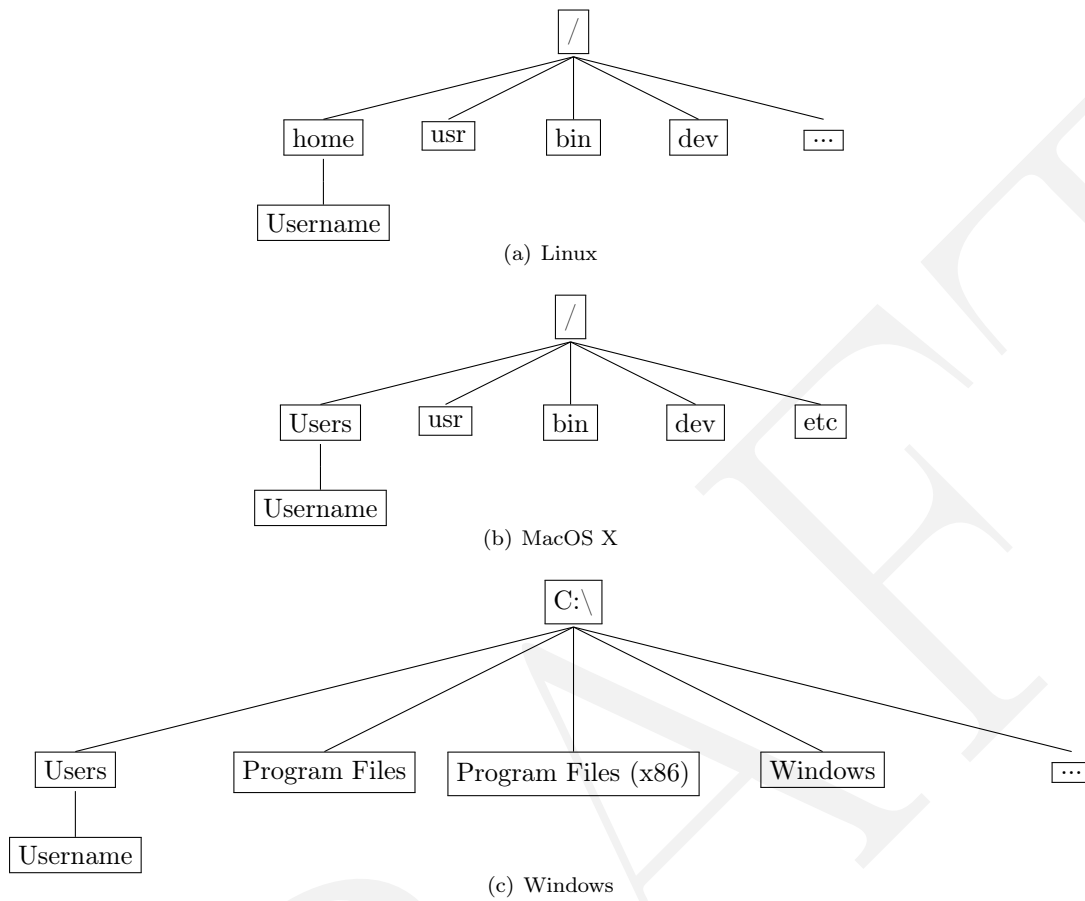 /
home usr bin dev ...
Username
(a) Linux
/
Users usr bin dev etc
Username
(b) MacOS X
C:\
Users Program Files Program Files (x86) Windows ...
Username
(c) Windows